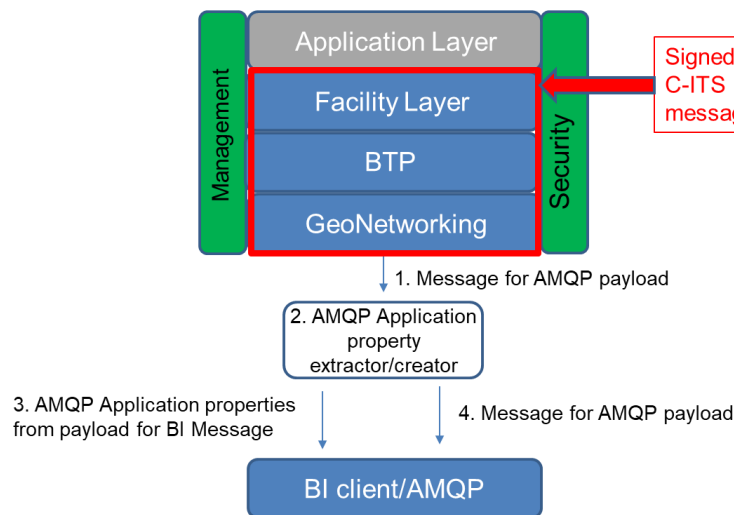 Application Layer
Management
Facility Layer
BTP
GeoNetworking
Security
Signed
C-ITS
messag
1. Message for AMQP payload
2. AMQP Application
property
extractor/creator
3. AMQP Application properties
from payload for BI Message
4. Message for AMQP payload
BI client/AMQP